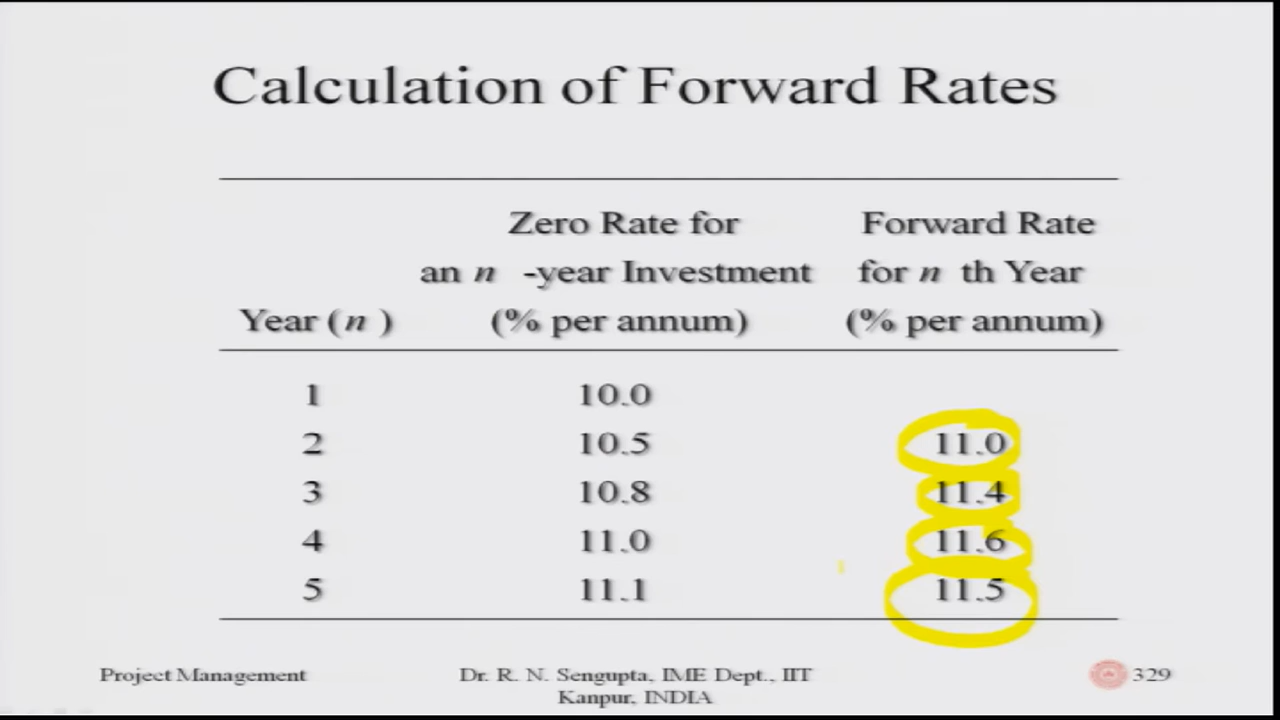 Calculation of Forward Rates
Zero Rate for Forward Rate
an n -year Investment for n th Year
Year (n ) (% per annum) (% per annum)
1 10.0
2 10.5 11.0
3 10.8 11.4
4 11.0 11.6
5 11.1 11.5
Project Management Dr. R. N. Sengupta, IME Dept., IIT 329
Kanpur, INDIA